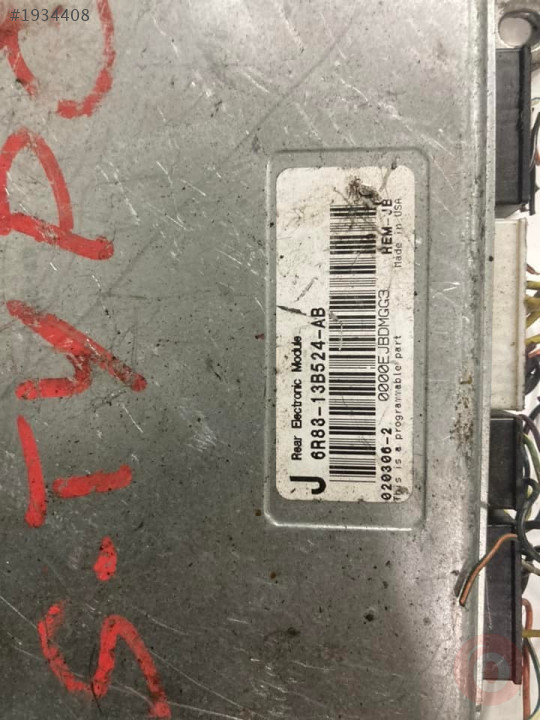 #1934408
S-TYPE
J
Rear Electronic Module
6R83-13B524-AB
020306-2 0000EJBDMGG3 REM-JB
This is a programmable part Made in USA